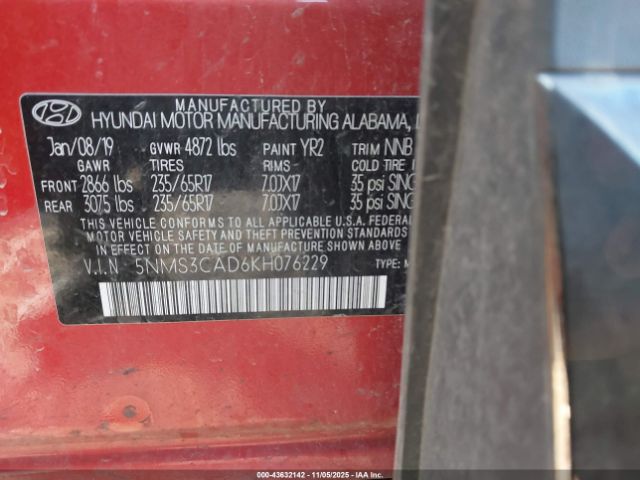 MANUFACTURED BY
HYUNDAI MOTOR MANUFACTURING ALABAMA,
Jan/08/19 GVWR 4872 lbs PAINT YR2 TRIM NNB
GAWR TIRES RIMS COLD TIRE
FRONT 2866 lbs 235/65R17 7.0JX17 35 psi SING
REAR 3075 lbs 235/65R17 7.0JX17 35 psi SING
THIS VEHICLE CONFORMS TO ALL APPLICABLE U.S.A. FEDERAL
MOTOR VEHICLE SAFETY AND THEFT PREVENTION STANDARDS
IN EFFECT ON THE DATE OF MANUFACTURE SHOWN ABOVE.
V.I.N 5NMS3CAD6KH076229 TYPE: M
000-43632142 - 11/05/2025 - IAA Inc.